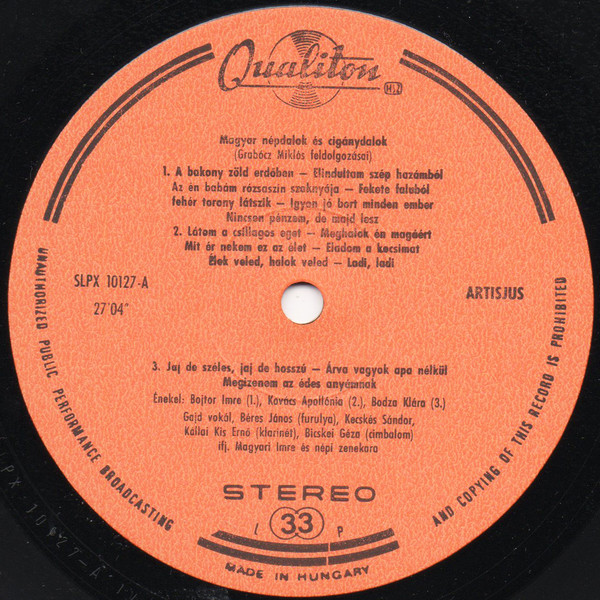 Qualiton
HLV
Magyar népdalok és cigánydalok
(Grabócz Miklós feldolgozásai)
1. A bakony zöld erdőben — Elindultam szép hazámból
Az én babám rózsaszin szoknyája — Fekete faluból
fehér torony látszik — Igyon jó bort minden ember
Nincsen pénzem, de majd lesz
2. Látom a csillagos eget — Meghalok én magáért
Mit ér nekem ez az élet — Eladom a kocsimat
Élek veled, halok veled — Ladi, ladi
SLPX 10127-A
27'04"
ARTISJUS
3. Jaj de széles, jaj de hosszú — Árva vagyok apa nélkül
Megizenem az édes anyámnak
Énekel: Bojtor Imre (1.), Kovács Apollónia (2.), Bodza Klára (3.)
Gajd vokál, Béres János (furulya), Kecskés Sándor,
Kállai Kis Ernő (klarinét), Bicskei Géza (cimbalom)
ifj. Magyari Imre és népi zenekara
STEREO
L 33 P
UNAUTHORIZED PUBLIC PERFORMANCE BROADCASTING
AND COPYING OF THIS RECORD IS PROHIBITED
MADE IN HUNGARY